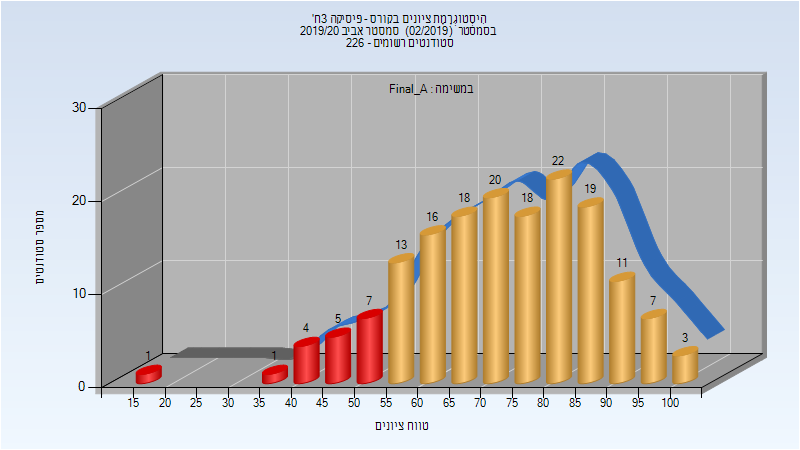 היסטוגרמת ציונים בקורס - פיסיקה 3ח'
בסמסטר (02/2019) סמסטר אביב 2019/20
סטודנטים רשומים - 226
במשימה : Final_A
30
20
10
0
מספר סטודנטים
1
1
4
5
7
13
16
18
20
18
22
19
11
7
3
15 20 25 30 35 40 45 50 55 60 65 70 75 80 85 90 95 100
טווח ציונים